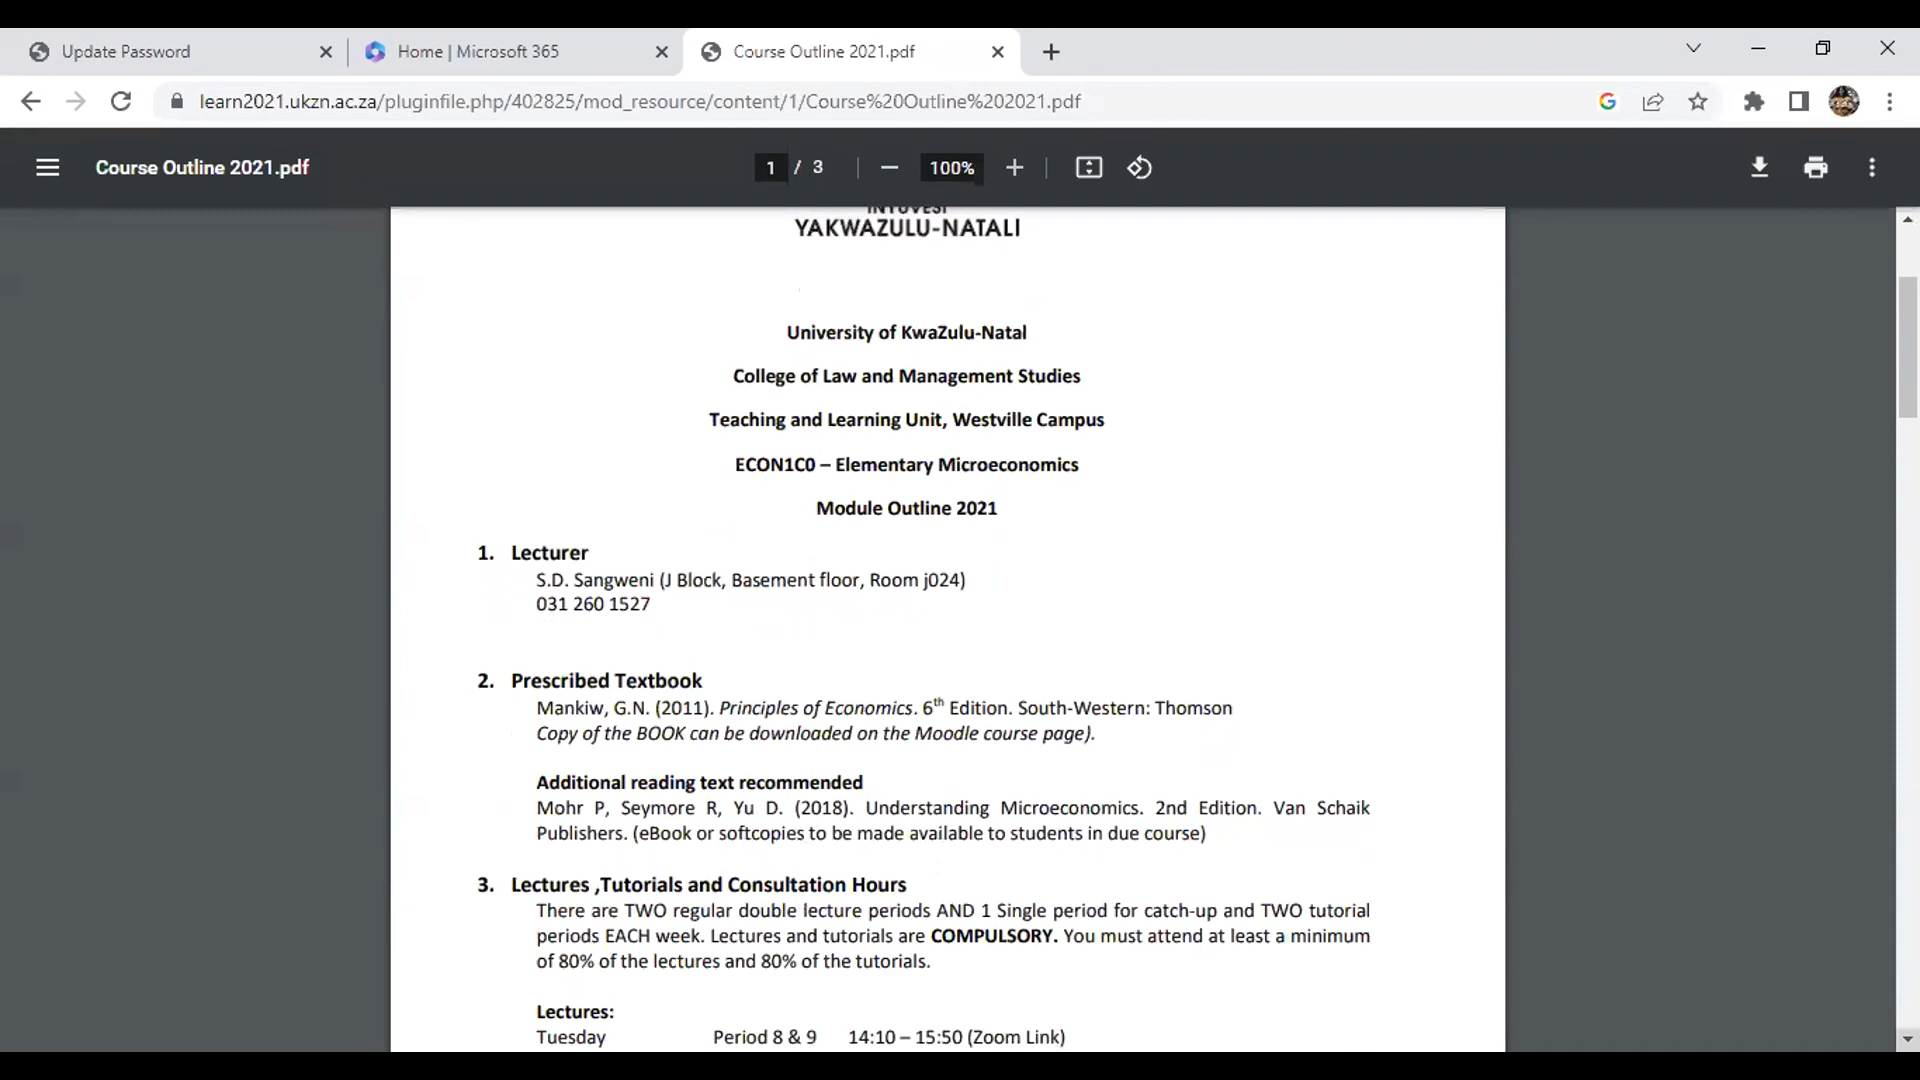 Update Password
Home | Microsoft 365
Course Outline 2021.pdf
learn2021.ukzn.ac.za/pluginfile.php/402825/mod_resource/content/1/Course%20Outline%202021.pdf
Course Outline 2021.pdf
1 / 3
100%
INYUVESI
YAKWAZULU-NATALI
University of KwaZulu-Natal
College of Law and Management Studies
Teaching and Learning Unit, Westville Campus
ECON1C0 – Elementary Microeconomics
Module Outline 2021
1. Lecturer
S.D. Sangweni (J Block, Basement floor, Room j024)
031 260 1527
2. Prescribed Textbook
Mankiw, G.N. (2011). Principles of Economics. 6th Edition. South-Western: Thomson
Copy of the BOOK can be downloaded on the Moodle course page).
Additional reading text recommended
Mohr P, Seymore R, Yu D. (2018). Understanding Microeconomics. 2nd Edition. Van Schaik
Publishers. (eBook or softcopies to be made available to students in due course)
3. Lectures ,Tutorials and Consultation Hours
There are TWO regular double lecture periods AND 1 Single period for catch-up and TWO tutorial
periods EACH week. Lectures and tutorials are COMPULSORY. You must attend at least a minimum
of 80% of the lectures and 80% of the tutorials.
Lectures:
Tuesday Period 8 & 9 14:10 – 15:50 (Zoom Link)